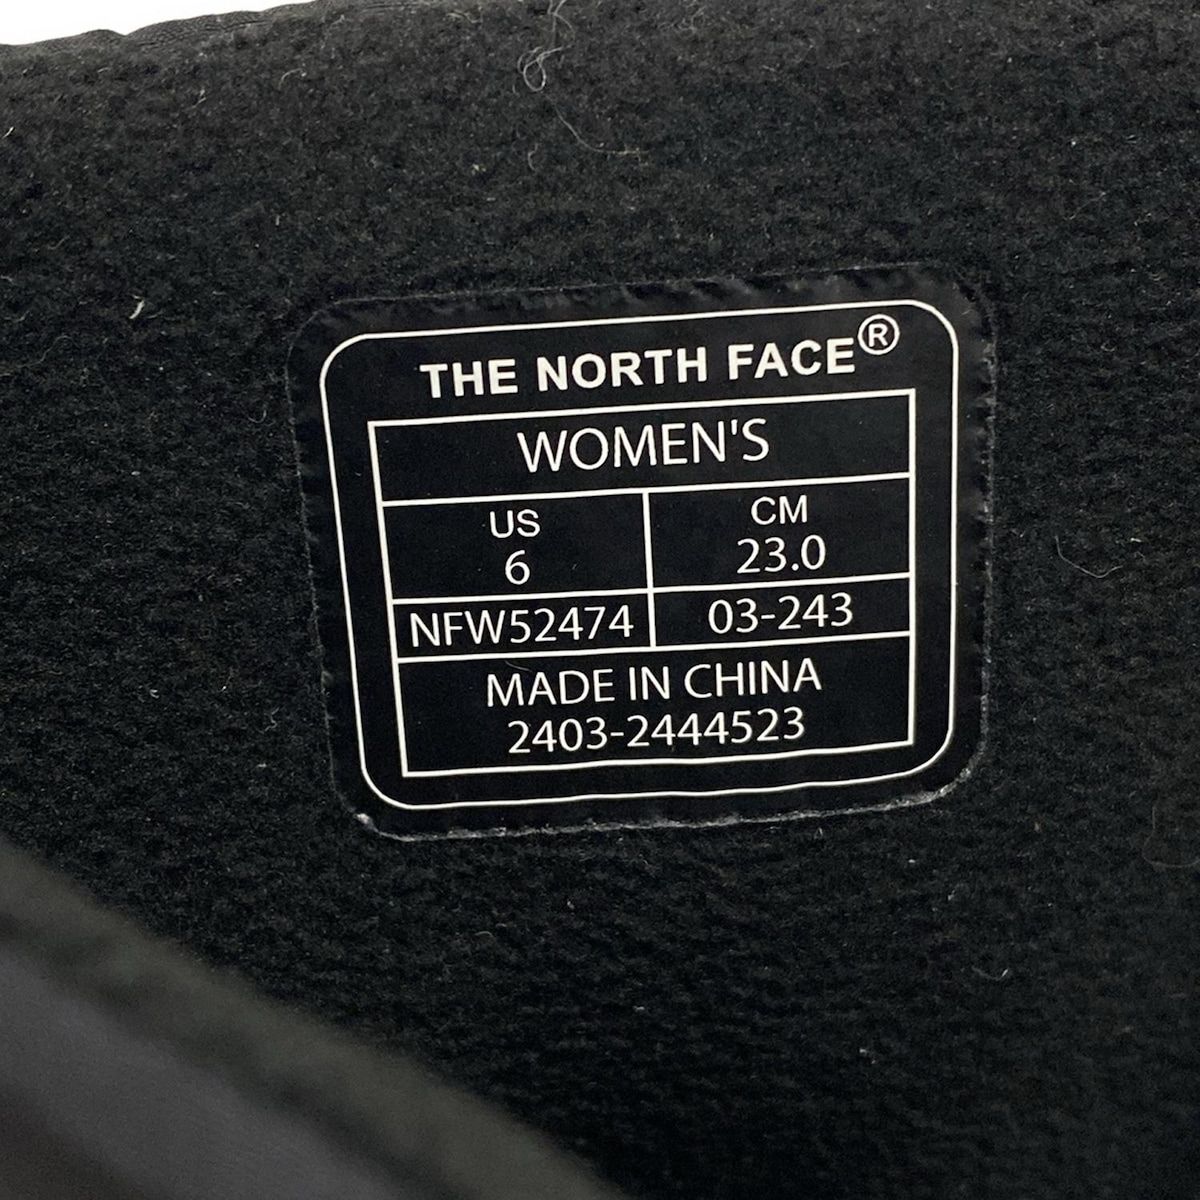 THE NORTH FACE®
WOMEN'S
US CM
6 23.0
NFW52474 03-243
MADE IN CHINA
2403-2444523